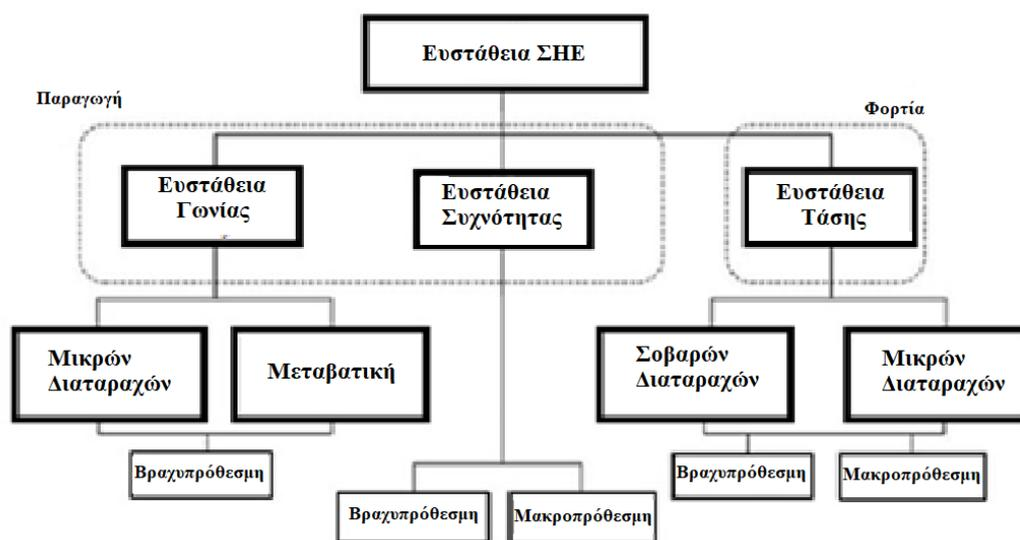 Ευστάθεια ΣΗΕ
Παραγωγή
Φορτία
Ευστάθεια
Γωνίας
Ευστάθεια
Συχνότητας
Ευστάθεια
Τάσης
Μικρών
Διαταραχών
Μεταβατική
Σοβαρών
Διαταραχών
Μικρών
Διαταραχών
Βραχυπρόθεσμη
Βραχυπρόθεσμη
Μακροπρόθεσμη
Βραχυπρόθεσμη
Μακροπρόθεσμη